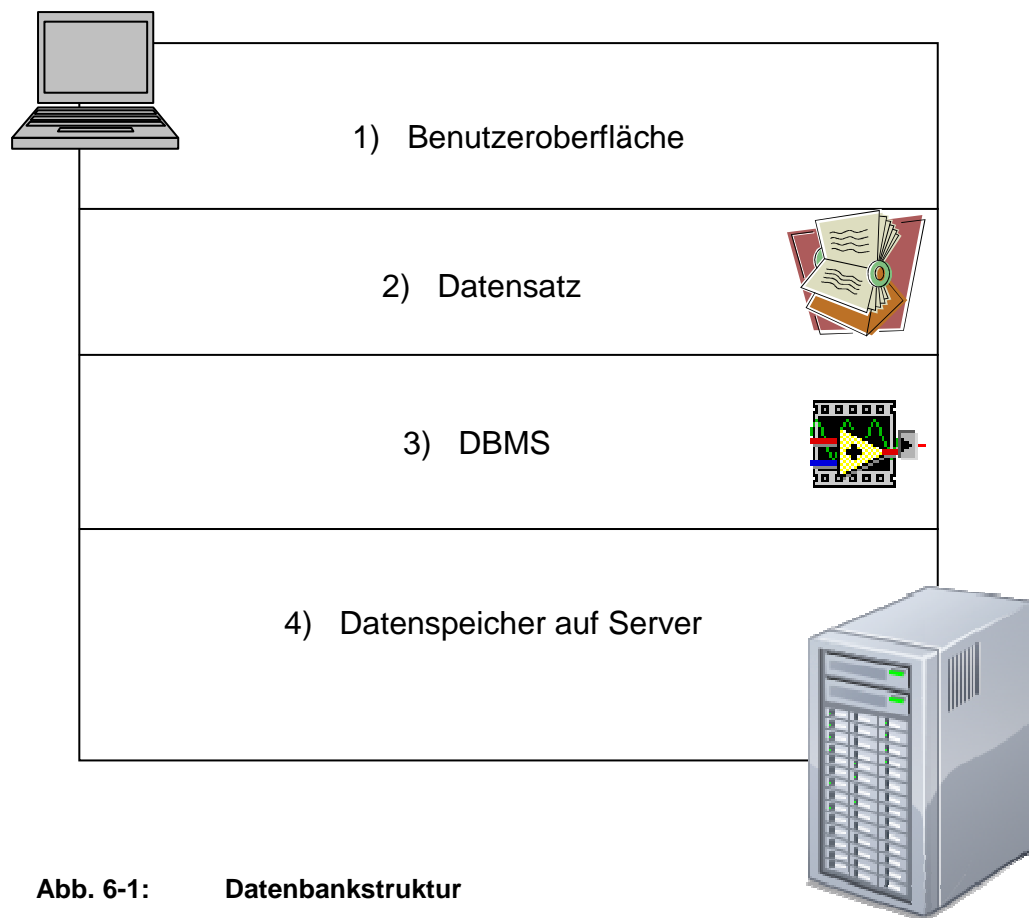 1) Benutzeroberfläche
2) Datensatz
3) DBMS
4) Datenspeicher auf Server
Abb. 6-1: Datenbankstruktur